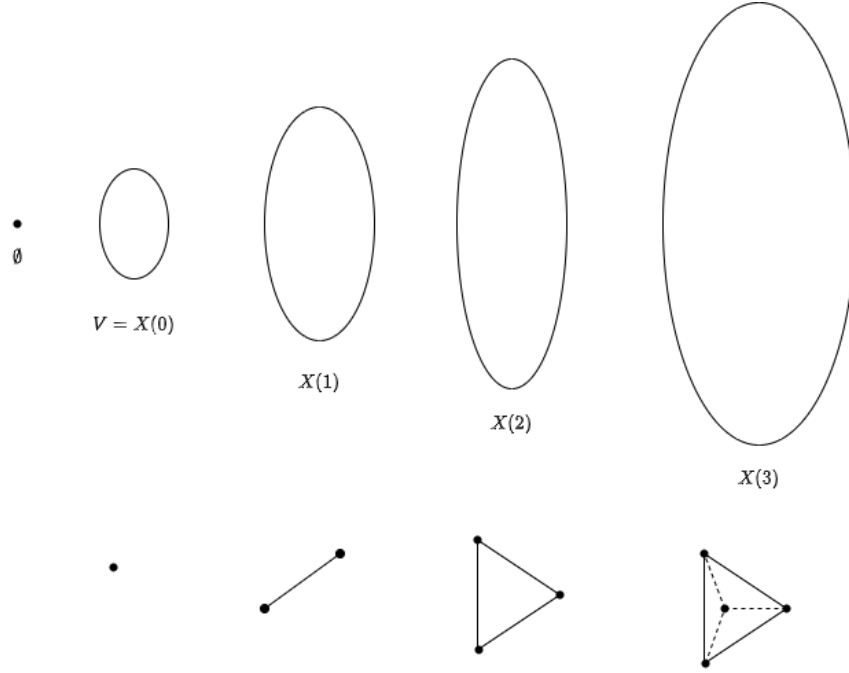 ∅
V = X(0)
X(1)
X(2)
X(3)